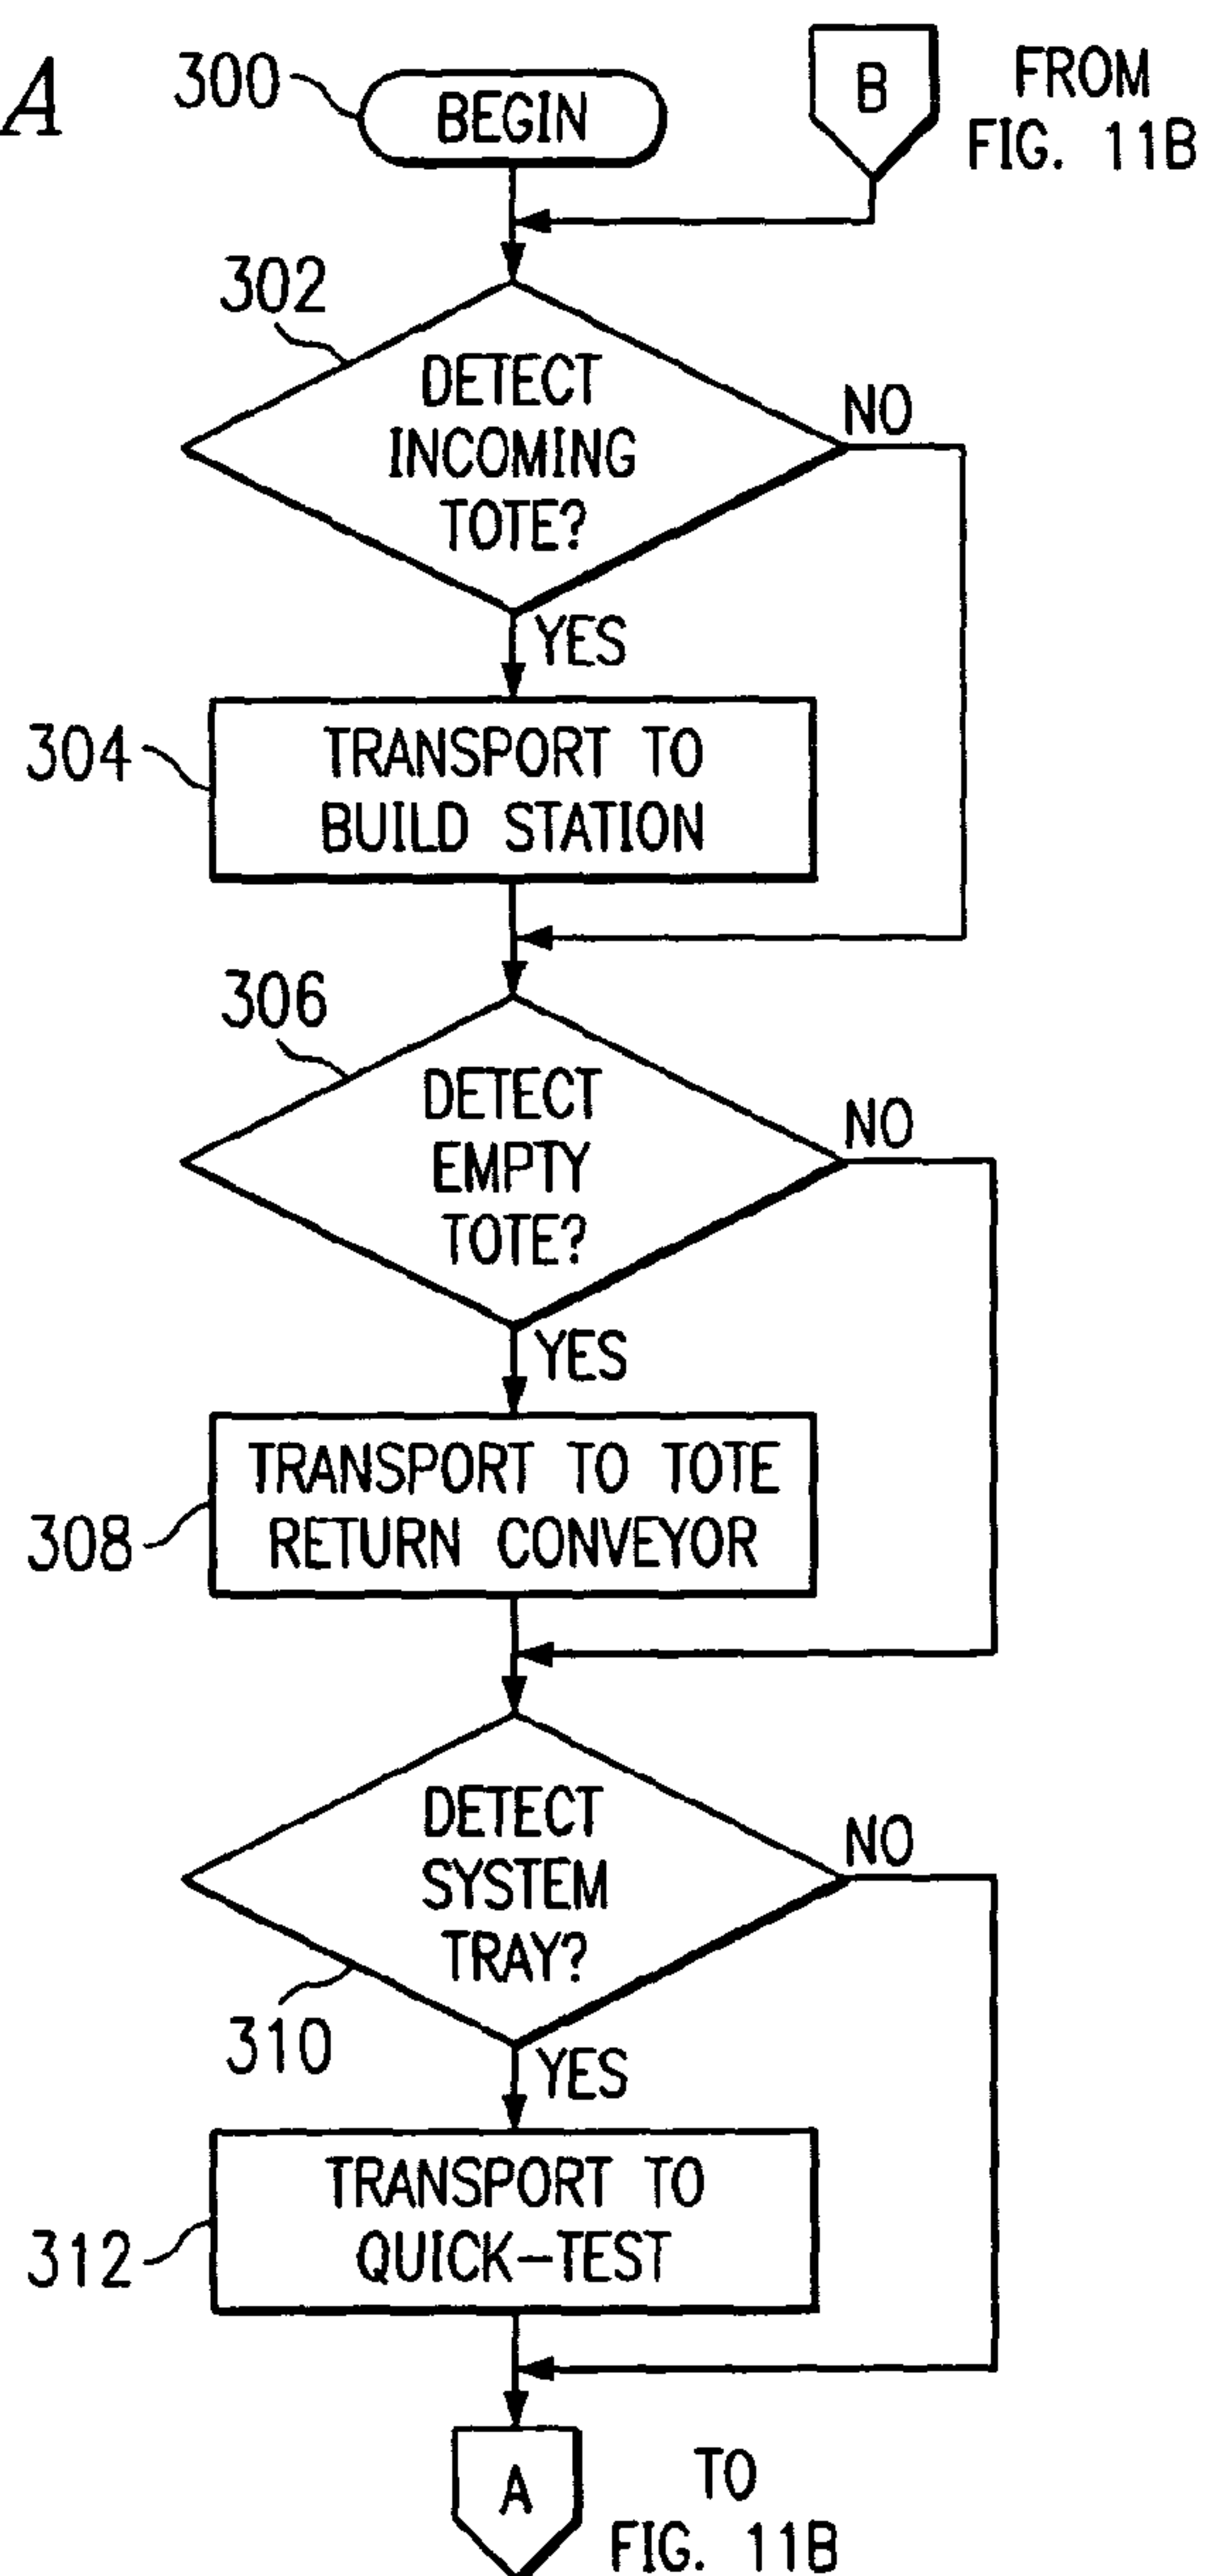 A
300
BEGIN
B
FROM
FIG. 11B
302
DETECT
INCOMING
TOTE?
NO
YES
304
TRANSPORT TO
BUILD STATION
306
DETECT
EMPTY
TOTE?
NO
YES
308
TRANSPORT TO TOTE
RETURN CONVEYOR
DETECT
SYSTEM
TRAY?
NO
310
YES
312
TRANSPORT TO
QUICK-TEST
A
TO
FIG. 11B